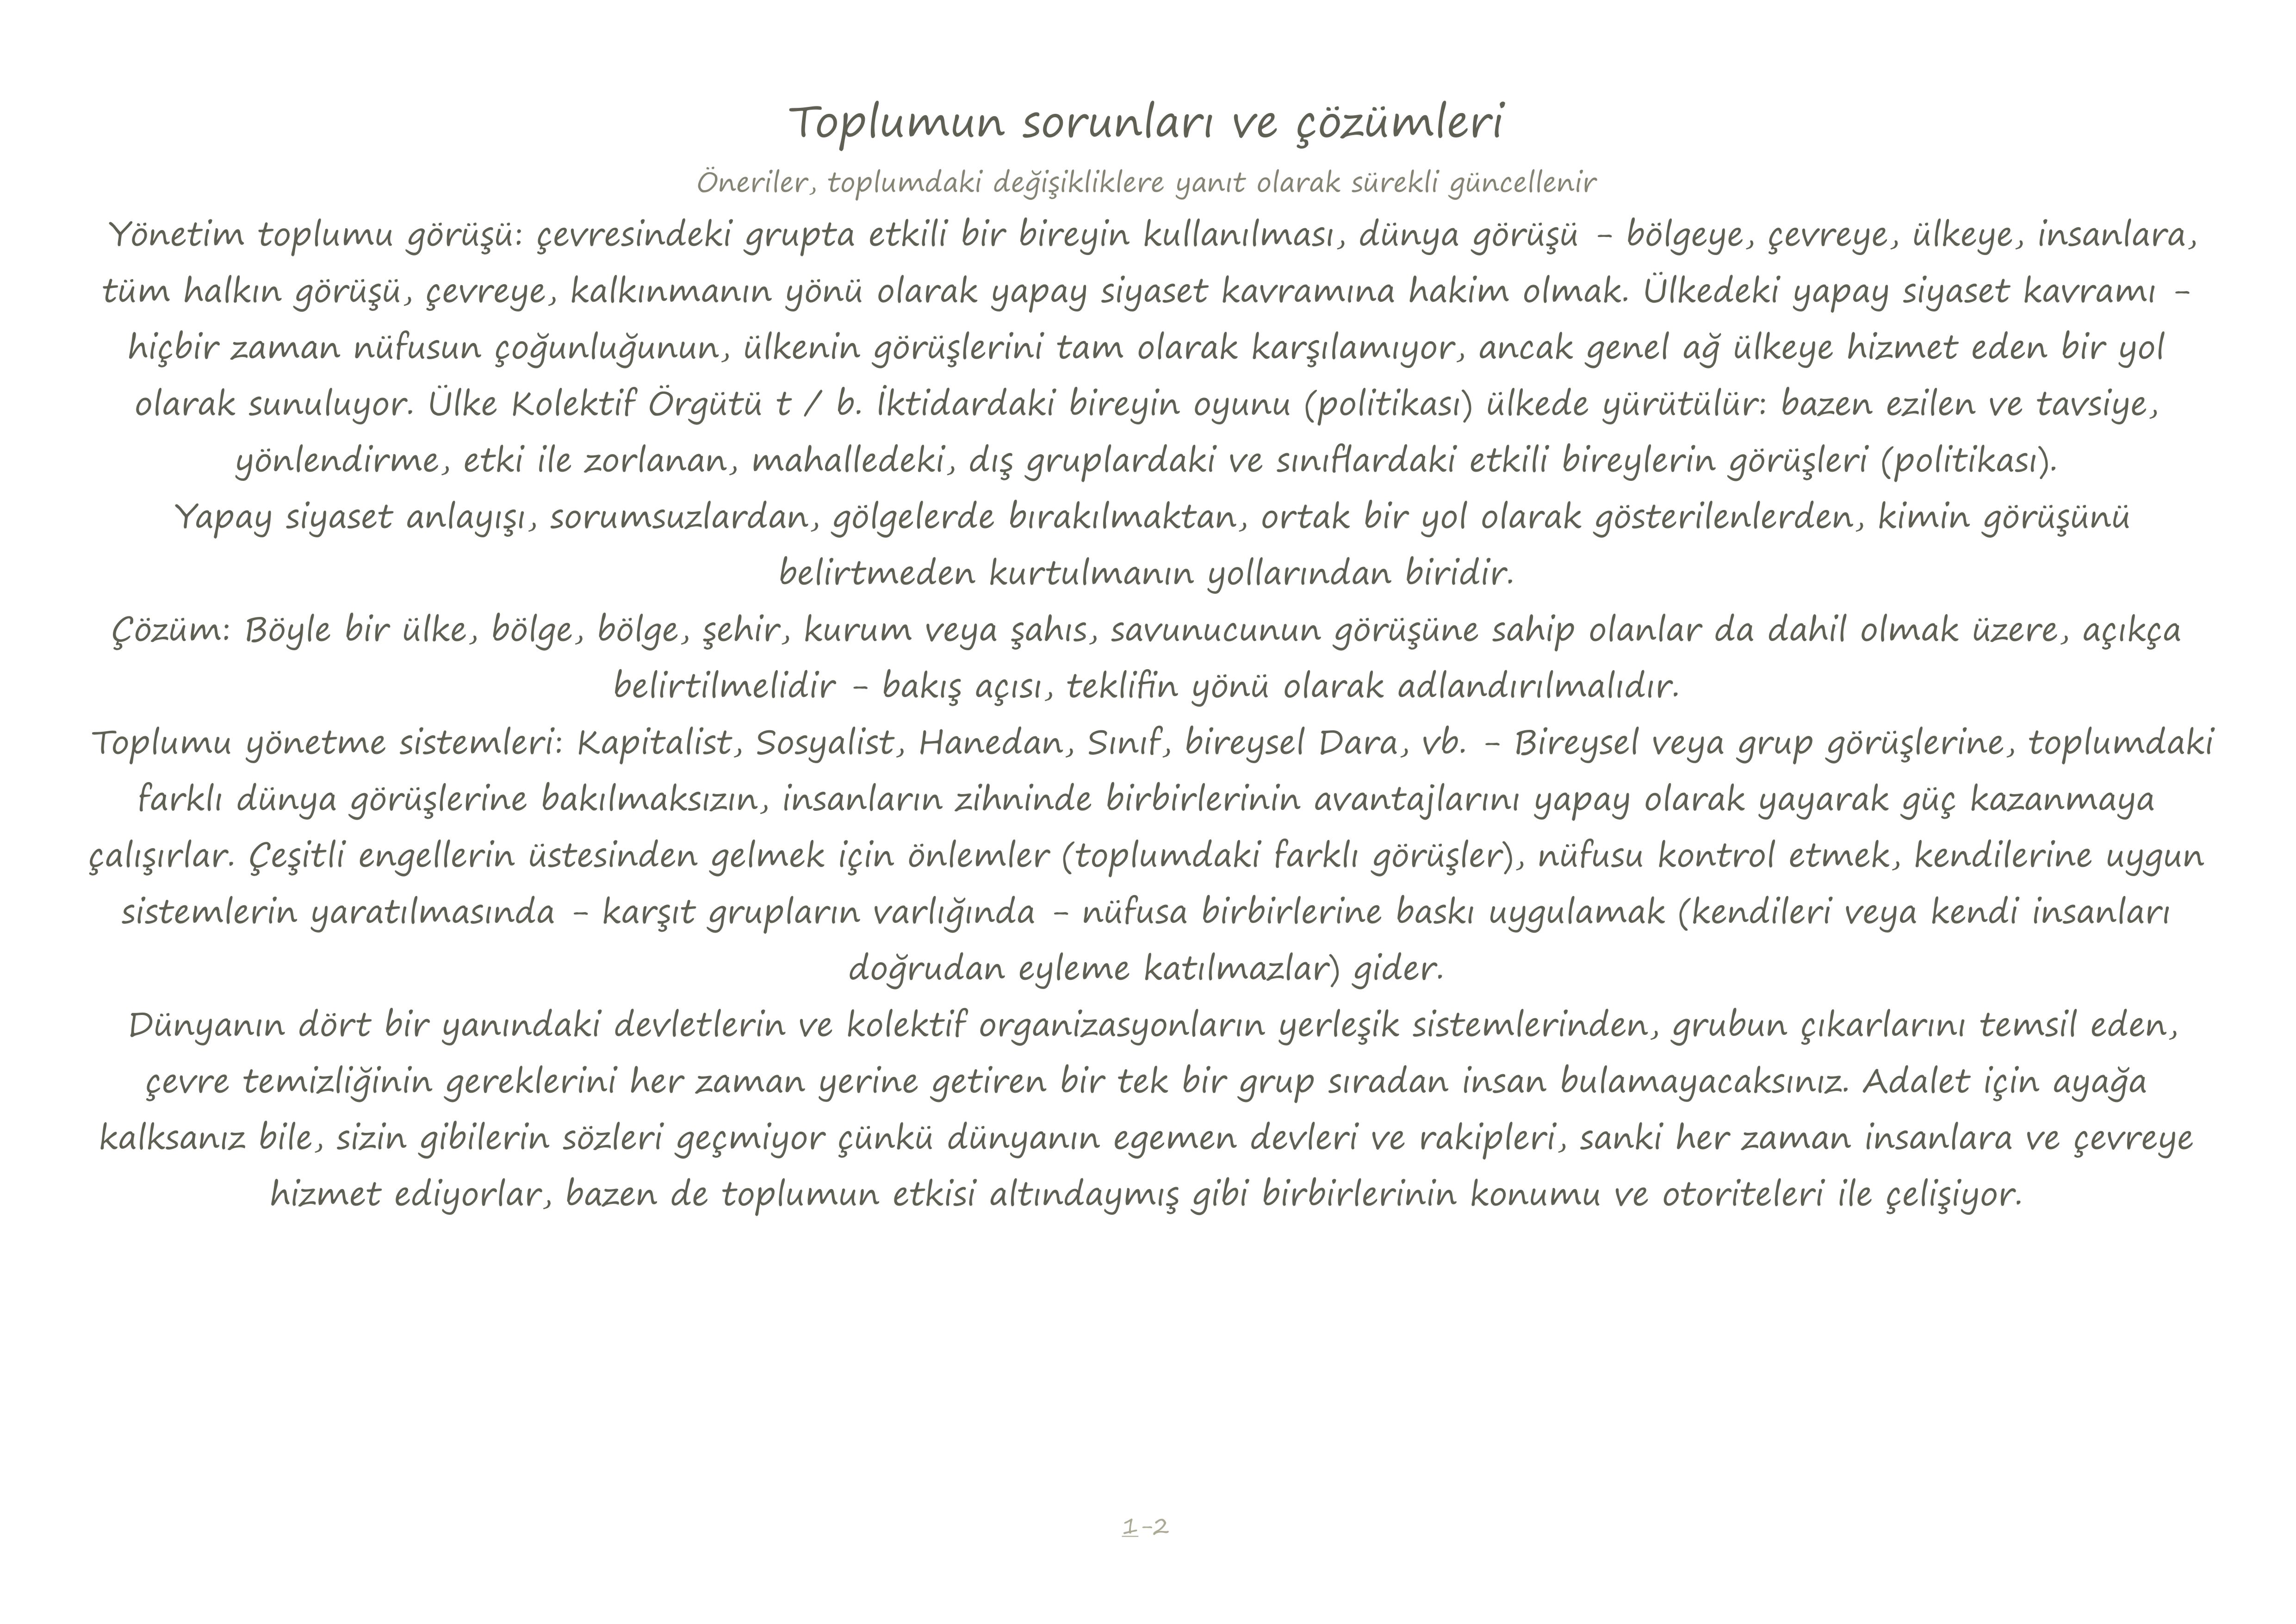 Toplumun sorunları ve çözümleri
Öneriler, toplumdaki değişikliklere yanıt olarak sürekli güncellenir
Yönetim toplumu görüşü: çevresindeki grupta etkili bir bireyin kullanılması, dünya görüşü - bölgeye, çevreye, ülkeye, insanlara,
tüm halkın görüşü, çevreye, kalkınmanın yönü olarak yapay siyaset kavramına hakim olmak. Ülkedeki yapay siyaset kavramı -
hiçbir zaman nüfusun çoğunluğunun, ülkenin görüşlerini tam olarak karşılamıyor, ancak genel ağ ülkeye hizmet eden bir yol
olarak sunuluyor. Ülke Kolektif Örgütü t / b. İktidardaki bireyin oyunu (politikası) ülkede yürütülür: bazen ezilen ve tavsiye,
yönlendirme, etki ile zorlanan, mahalledeki, dış gruplardaki ve sınıflardaki etkili bireylerin görüşleri (politikası).
Yapay siyaset anlayışı, sorumsuzlardan, gölgelerde bırakılmaktan, ortak bir yol olarak gösterilenlerden, kimin görüşünü
belirtmeden kurtulmanın yollarından biridir.
Çözüm: Böyle bir ülke, bölge, bölge, şehir, kurum veya şahıs, savunucunun görüşüne sahip olanlar da dahil olmak üzere, açıkça
belirtilmelidir - bakış açısı, teklifin yönü olarak adlandırılmalıdır.
Toplumu yönetme sistemleri: Kapitalist, Sosyalist, Hanedan, Sınıf, bireysel Dara, vb. - Bireysel veya grup görüşlerine, toplumdaki
farklı dünya görüşlerine bakılmaksızın, insanların zihninde birbirlerinin avantajlarını yapay olarak yayarak güç kazanmaya
çalışırlar. Çeşitli engellerin üstesinden gelmek için önlemler (toplumdaki farklı görüşler), nüfusu kontrol etmek, kendilerine uygun
sistemlerin yaratılmasında - karşıt grupların varlığında - nüfusa birbirlerine baskı uygulamak (kendileri veya kendi insanları
doğrudan eyleme katılmazlar) gider.
Dünyanın dört bir yanındaki devletlerin ve kolektif organizasyonların yerleşik sistemlerinden, grubun çıkarlarını temsil eden,
çevre temizliğinin gereklerini her zaman yerine getiren bir tek bir grup sıradan insan bulamayacaksınız. Adalet için ayağa
kalksanız bile, sizin gibilerin sözleri geçmiyor çünkü dünyanın egemen devleri ve rakipleri, sanki her zaman insanlara ve çevreye
hizmet ediyorlar, bazen de toplumun etkisi altındaymış gibi birbirlerinin konumu ve otoriteleri ile çelişiyor.
1-2